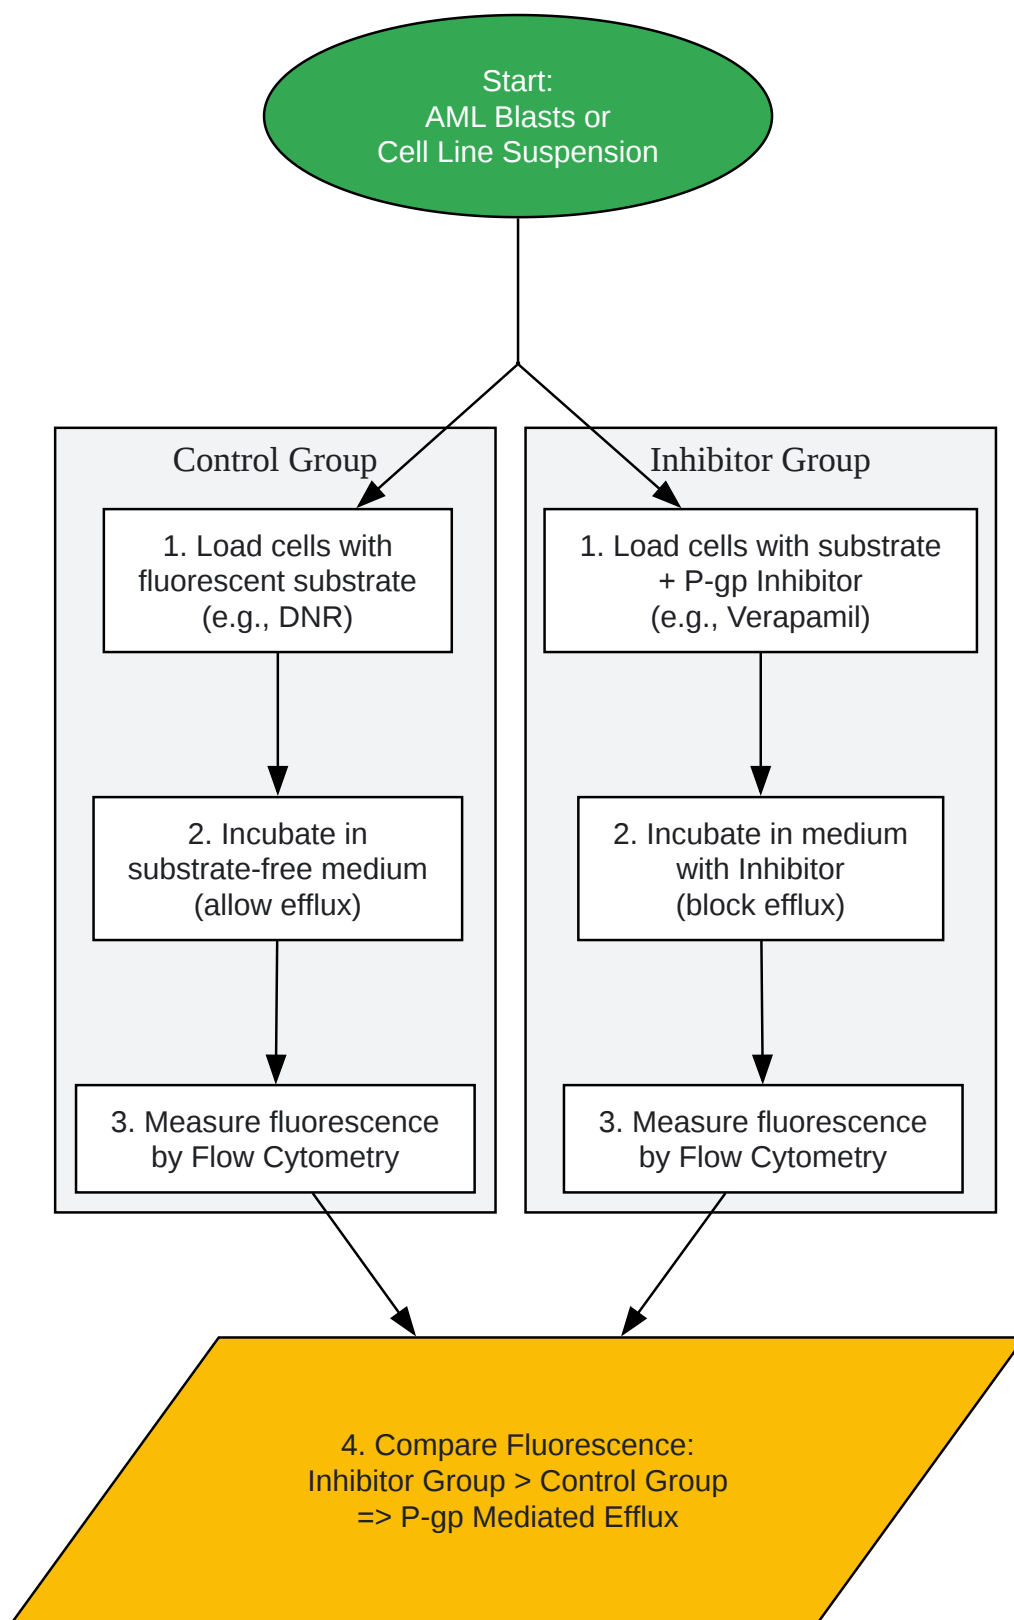 Start:
AML Blasts or
Cell Line Suspension
Control Group
1. Load cells with
fluorescent substrate
(e.g., DNR)
2. Incubate in
substrate-free medium
(allow efflux)
3. Measure fluorescence
by Flow Cytometry
Inhibitor Group
1. Load cells with substrate
+ P-gp Inhibitor
(e.g., Verapamil)
2. Incubate in medium
with Inhibitor
(block efflux)
3. Measure fluorescence
by Flow Cytometry
4. Compare Fluorescence:
Inhibitor Group > Control Group
=> P-gp Mediated Efflux